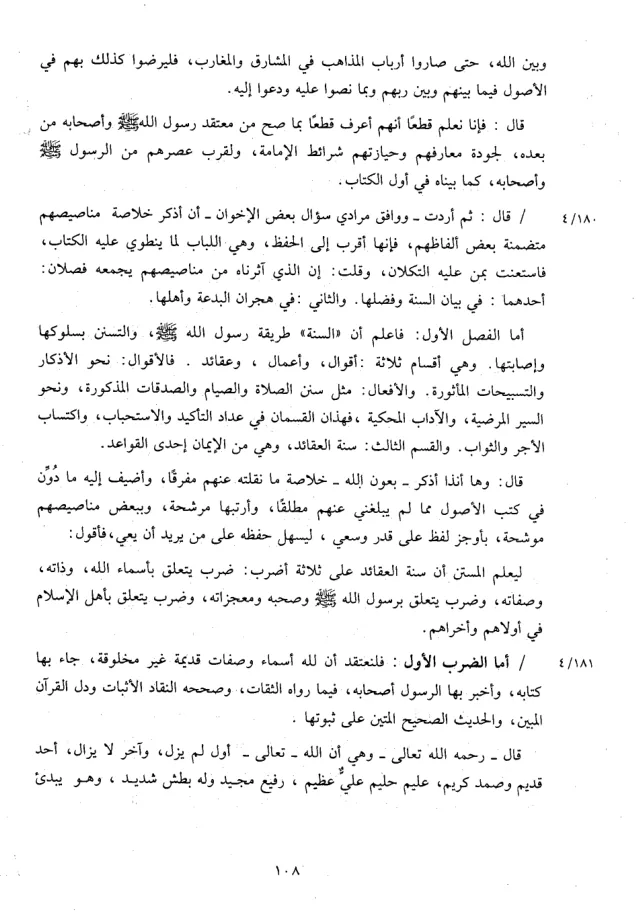 وبين الله، حتى صاروا أرباب المذاهب في المشارق والمغارب، فليرضوا كذلك بهم في
الأصول فيما بينهم وبين ربهم وبما نصوا عليه ودعوا إليه.
قال : فإنا نعلم قطعًا أنهم أعرف قطعًا بما صح من معتقد رسول الله ﷺ وأصحابه من
بعده، لجودة معارفهم وحيازتهم شرائط الإمامة، ولقرب عصرهم من الرسول ﷺ
وأصحابه، كما بيناه في أول الكتاب.
٤/١٨٠ / قال : ثم أردت ـ ووافق مرادي سؤال بعض الإخوان ـ أن أذكر خلاصة مناصيصهم
متضمنة بعض ألفاظهم، فإنها أقرب إلى الحفظ، وهي اللباب لما ينطوي عليه الكتاب،
فاستعنت بمن عليه التكلان، وقلت: إن الذي آثرناه من مناصيصهم يجمعه فصلان:
أحدهما : في بيان السنة وفضلها. والثاني :في هجران البدعة وأهلها.
أما الفصل الأول: فاعلم أن «السنة» طريقة رسول الله ﷺ، والتسنن بسلوكها
وإصابتها. وهي أقسام ثلاثة :أقوال، وأعمال ، وعقائد . فالأقوال: نحو الأذكار
والتسبيحات المأثورة. والأفعال: مثل سنن الصلاة والصيام والصدقات المذكورة، ونحو
السير المرضية، والآداب المحكية ،فهذان القسمان في عداد التأكيد والاستحباب، واكتساب
الأجر والثواب. والقسم الثالث: سنة العقائد، وهي من الإيمان إحدى القواعد.
قال: وها أنذا أذكر ـ بعون الله ـ خلاصة ما نقلته عنهم مفرقًا، وأضيف إليه ما دُوِّن
في كتب الأصول مما لم يبلغني عنهم مطلقًا، وأرتبها مرشحة، وببعض مناصيصهم
موشحة، بأوجز لفظ على قدر وسعي ، ليسهل حفظه على من يريد أن يعي،فأقول:
ليعلم المستن أن سنة العقائد على ثلاثة أضرب: ضرب يتعلق بأسماء الله، وذاته،
وصفاته، وضرب يتعلق برسول الله ﷺ وصحبه ومعجزاته، وضرب يتعلق بأهل الإسلام
في أولاهم وأخراهم.
٤/١٨١ / أما الضرب الأول : فلنعتقد أن لله أسماء وصفات قديمة غير مخلوقة، جاء بها
كتابه، وأخبر بها الرسول أصحابه، فيما رواه الثقات، وصححه النقاد الأثبات ودل القرآن
المبين، والحديث الصحيح المتين على ثبوتها .
قال ـ رحمه الله تعالى ـ وهي أن الله ـ تعالى ـ أول لم يزل، وآخر لا يزال، أحد
قديم وصمد كريم، عليم حليم عليٌّ عظيم ، رفيع مجيد وله بطش شديد ، وهو يبدئ
١٠٨